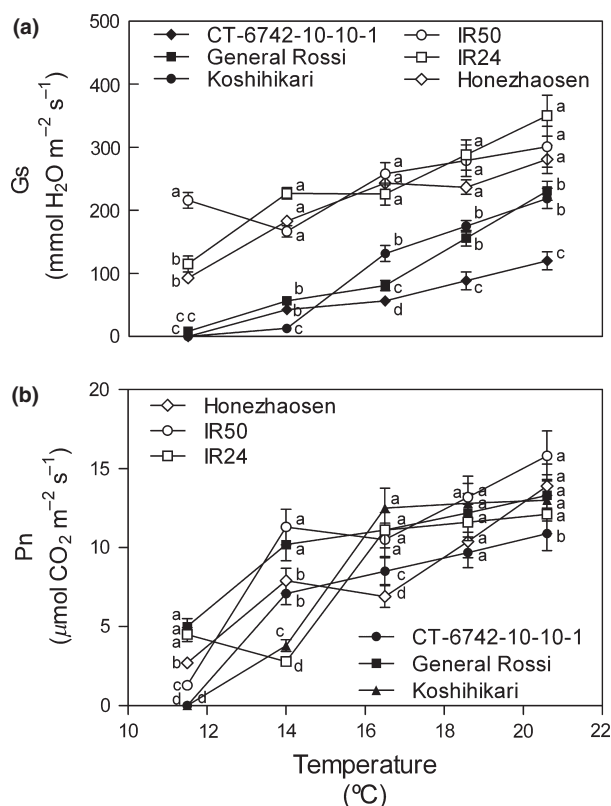 (a)
500
400
300
200
100
0
Gs
(mmol H₂O m⁻² s⁻¹)
CT-6742-10-10-1
General Rossi
Koshihikari
IR50
IR24
Honezhaosen
a
b
b
c c
a
a
a
b
b
c
a
a
a
b
c
d
a
a
a
b
b
c
a
a
a
b
b
c
(b)
20
15
10
5
0
Pn
(μmol CO₂ m⁻² s⁻¹)
Honezhaosen
IR50
IR24
CT-6742-10-10-1
General Rossi
Koshihikari
a
a
a
b
c
d d
a
a
b
b
c
d
a
a
a
a
c
d
a a
a
a
a
a
a
a
a
a
a
b
10 12 14 16 18 20 22
Temperature
(ºC)